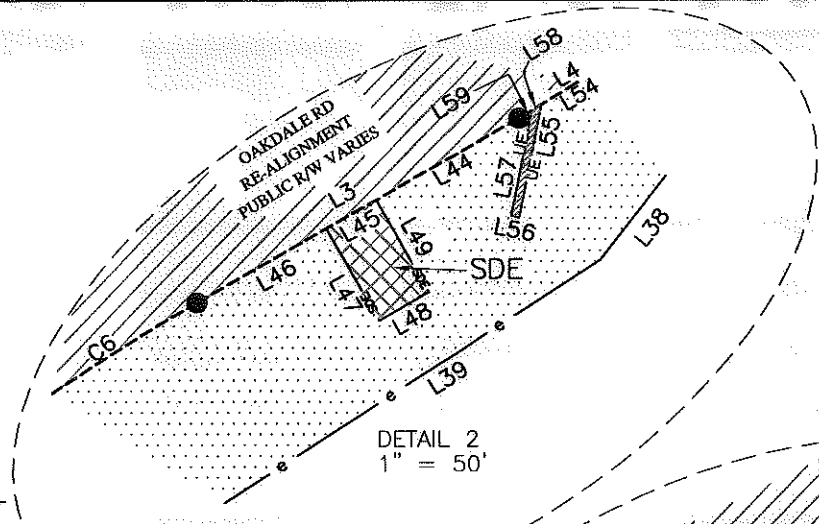 L58
L59
L4
L54
OAKDALE RD
RE-ALIGNMENT
PUBLIC R/W VARIES
L44
L57
UE
UE
L55
L3
L45
L56
L38
L46
L49
SDE
L47
L48
C6
e
L39
e
e
DETAIL 2
1" = 50'